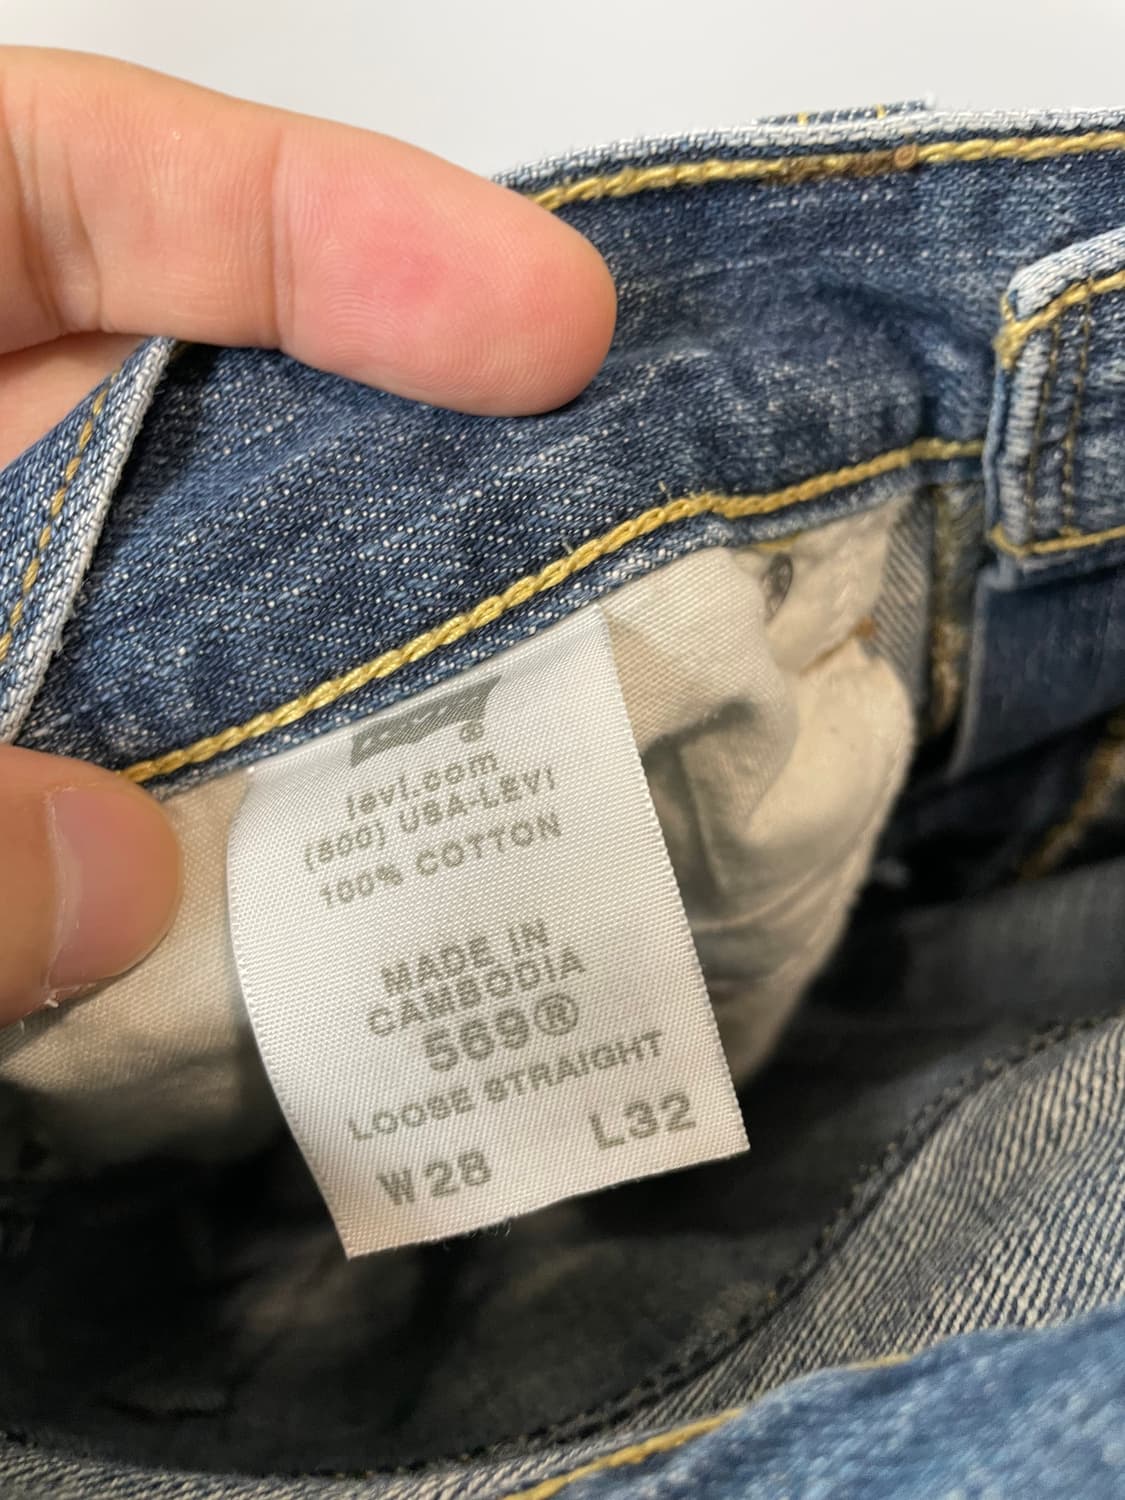 ®
levi.com
(800) USA-LEVI
100% COTTON
MADE IN
CAMBODIA
569®
LOOSE STRAIGHT
W28 L32